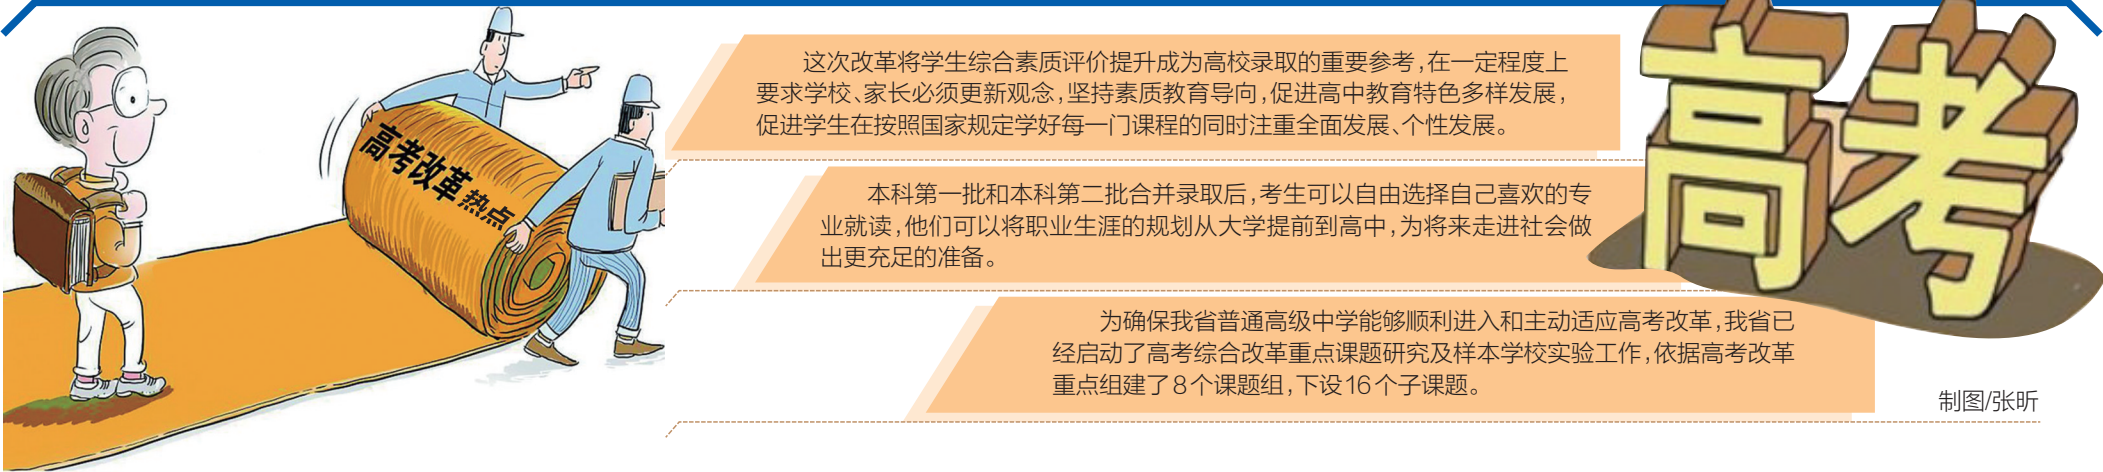 高考改革热点
这次改革将学生综合素质评价提升成为高校录取的重要参考,在一定程度上
要求学校、家长必须更新观念,坚持素质教育导向,促进高中教育特色多样发展,
促进学生在按照国家规定学好每一门课程的同时注重全面发展、个性发展。
高考
本科第一批和本科第二批合并录取后,考生可以自由选择自己喜欢的专
业就读,他们可以将职业生涯的规划从大学提前到高中,为将来走进社会做
出更充足的准备。
为确保我省普通高级中学能够顺利进入和主动适应高考改革,我省已
经启动了高考综合改革重点课题研究及样本学校实验工作,依据高考改革
重点组建了8个课题组,下设16个子课题。
制图/张昕